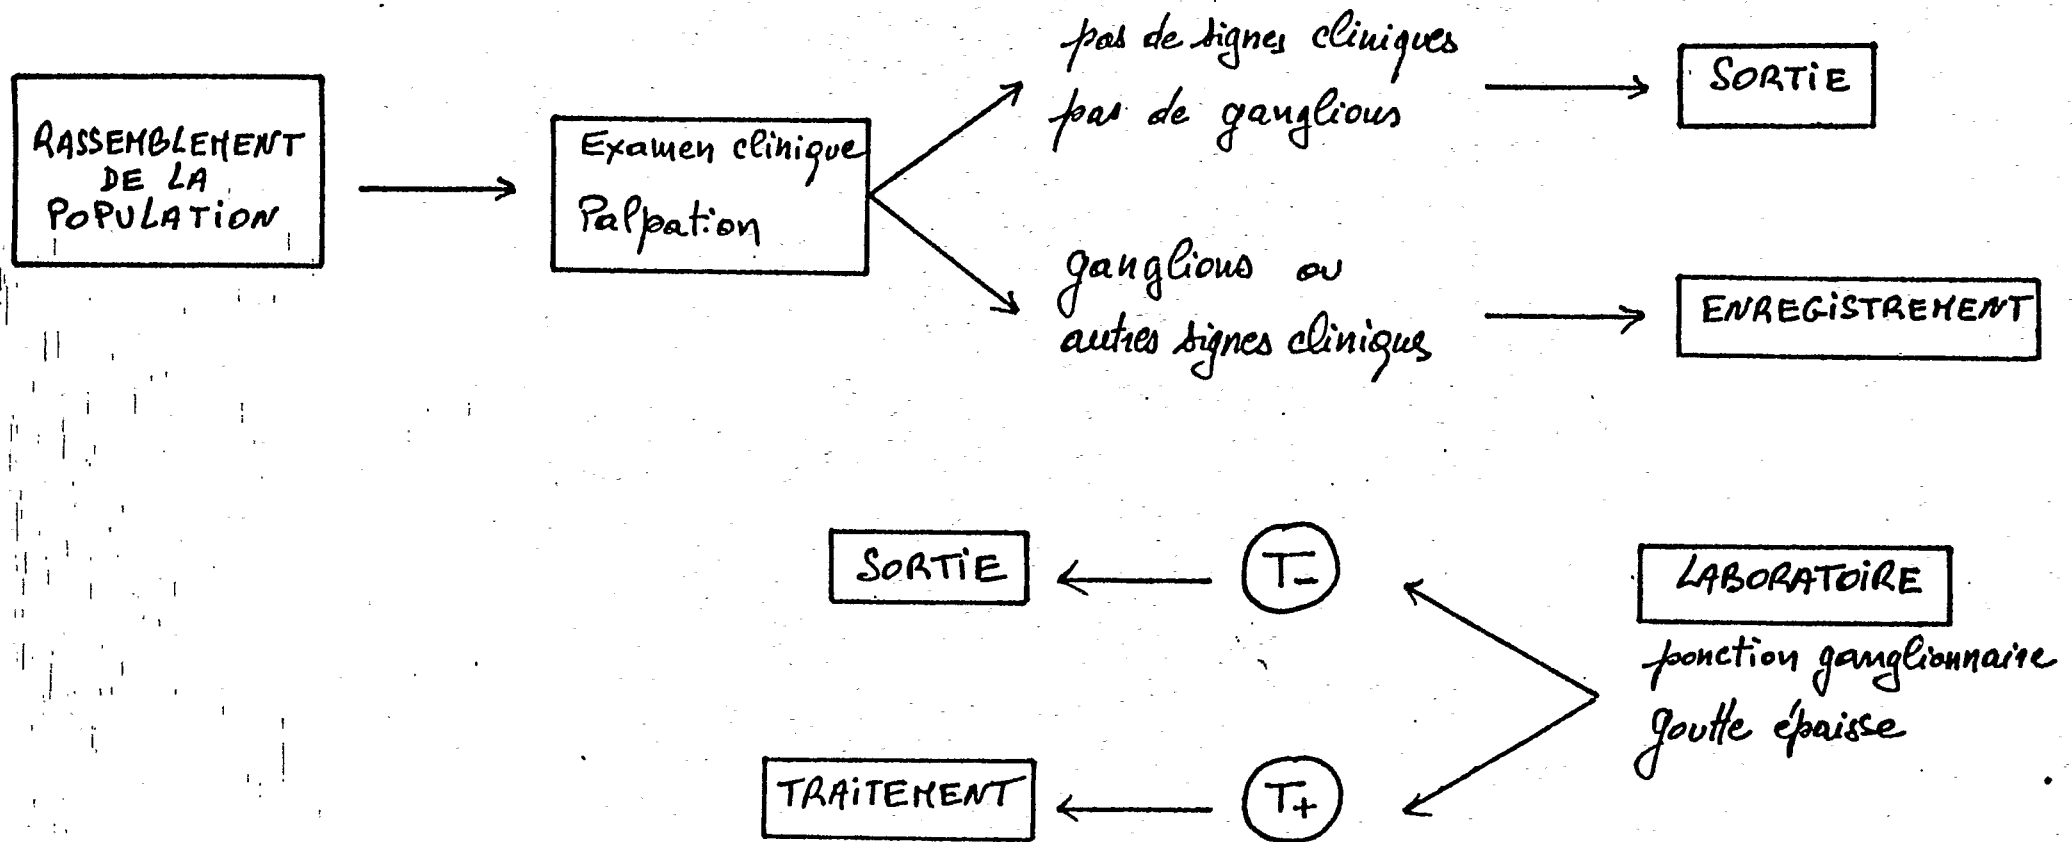 RASSEMBLEMENT
DE LA
POPULATION
Examen clinique
Palpation
pas de signes cliniques
pas de ganglions
SORTIE
ganglions ou
autres signes cliniques
ENREGISTREMENT
LABORATOIRE
ponction ganglionnaire
goutte épaisse
T-
SORTIE
T+
TRAITEMENT